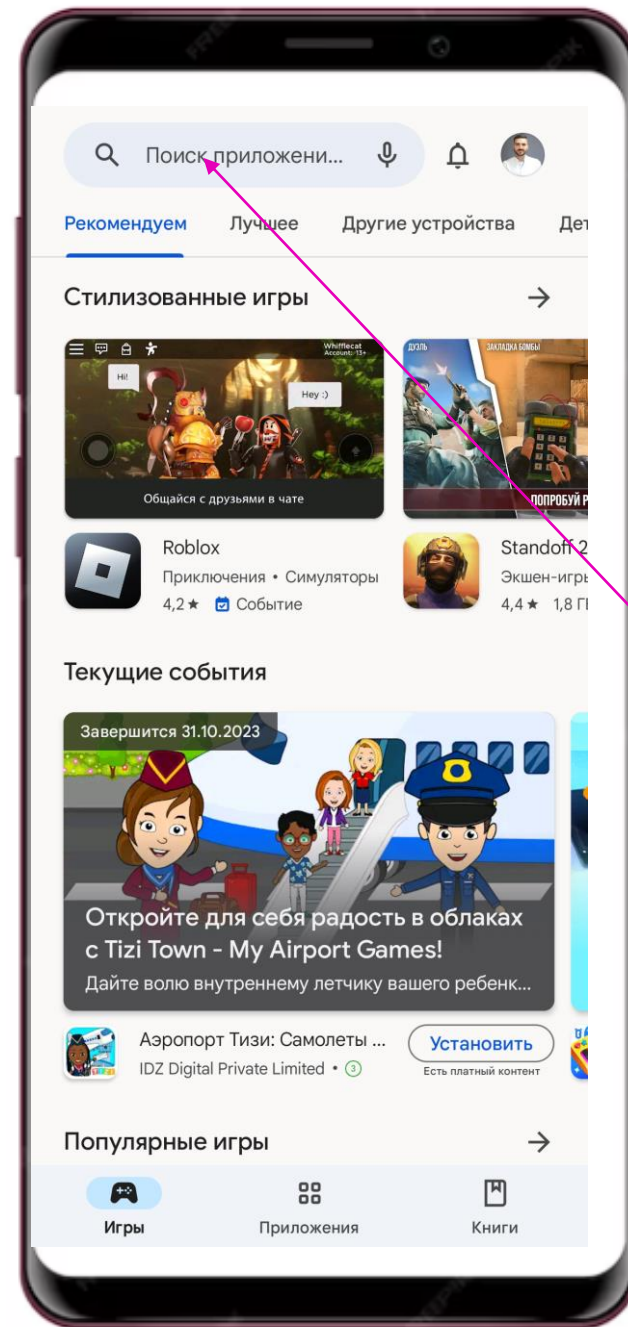 Поиск приложени...
Рекомендуем Лучшее Другие устройства Дет
Стилизованные игры
Whifflecat
Account: 13+
Hi!
Hey :)
Общайся с друзьями в чате
ДУЭЛЬ ЗАКЛАДКА БОМБЫ
ПОПРОБУЙ Р
Roblox
Приключения • Симуляторы
4,2★ Событие
Standoff 2
Экшен-игры
4,4★ 1,8 ГБ
Текущие события
Завершится 31.10.2023
Откройте для себя радость в облаках
с Tizi Town - My Airport Games!
Дайте волю внутреннему летчику вашего ребенк...
Аэропорт Тизи: Самолеты ...
IDZ Digital Private Limited • 3
Установить
Есть платный контент
Популярные игры
Игры Приложения Книги